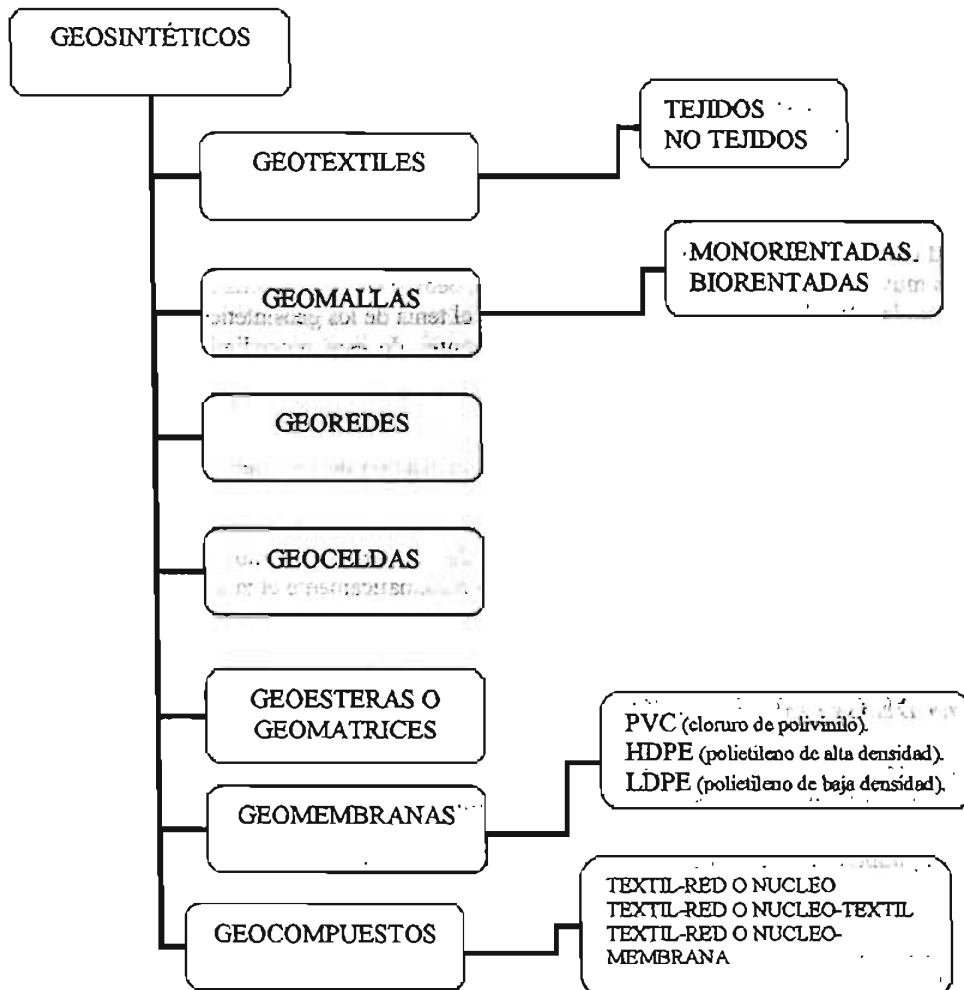 GEOSINTÉTICOS
TEJIDOS
NO TEJIDOS
GEOTEXTILES
MONORIENTADAS.
BIORENTADAS
GEOMALLAS
GEOREDES
GEOCELDAS
GEOESTERAS O
GEOMATRICES
PVC (cloruro de polivinilo).
HDPE (polietileno de alta densidad).
LDPE (polietileno de baja densidad).
GEOMEMBRANAS
TEXTIL-RED O NUCLEO
TEXTIL-RED O NUCLEO-TEXTIL
TEXTIL-RED O NUCLEO-
MEMBRANA
GEOCOMPUESTOS